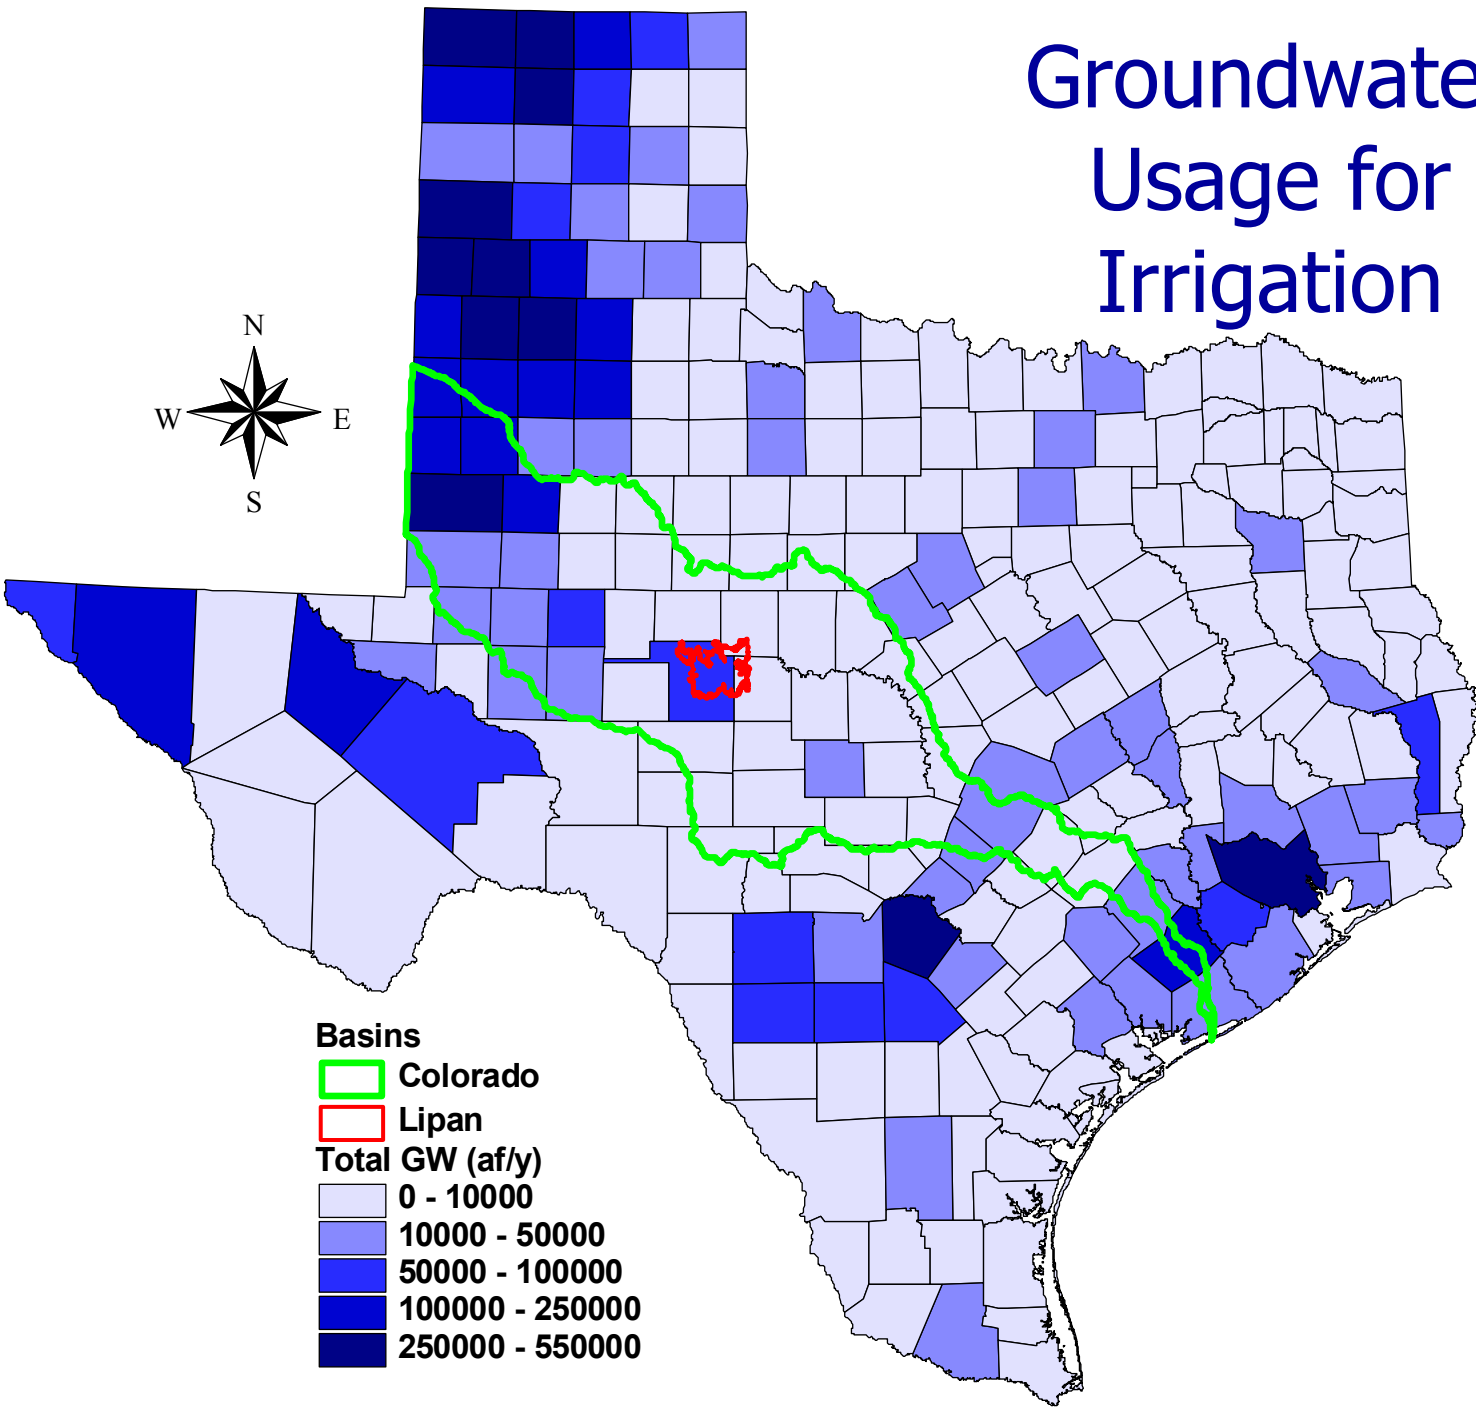 Groundwate
Usage for
Irrigation
N
W E
S
Basins
Colorado
Lipan
Total GW (af/y)
0 - 10000
10000 - 50000
50000 - 100000
100000 - 250000
250000 - 550000